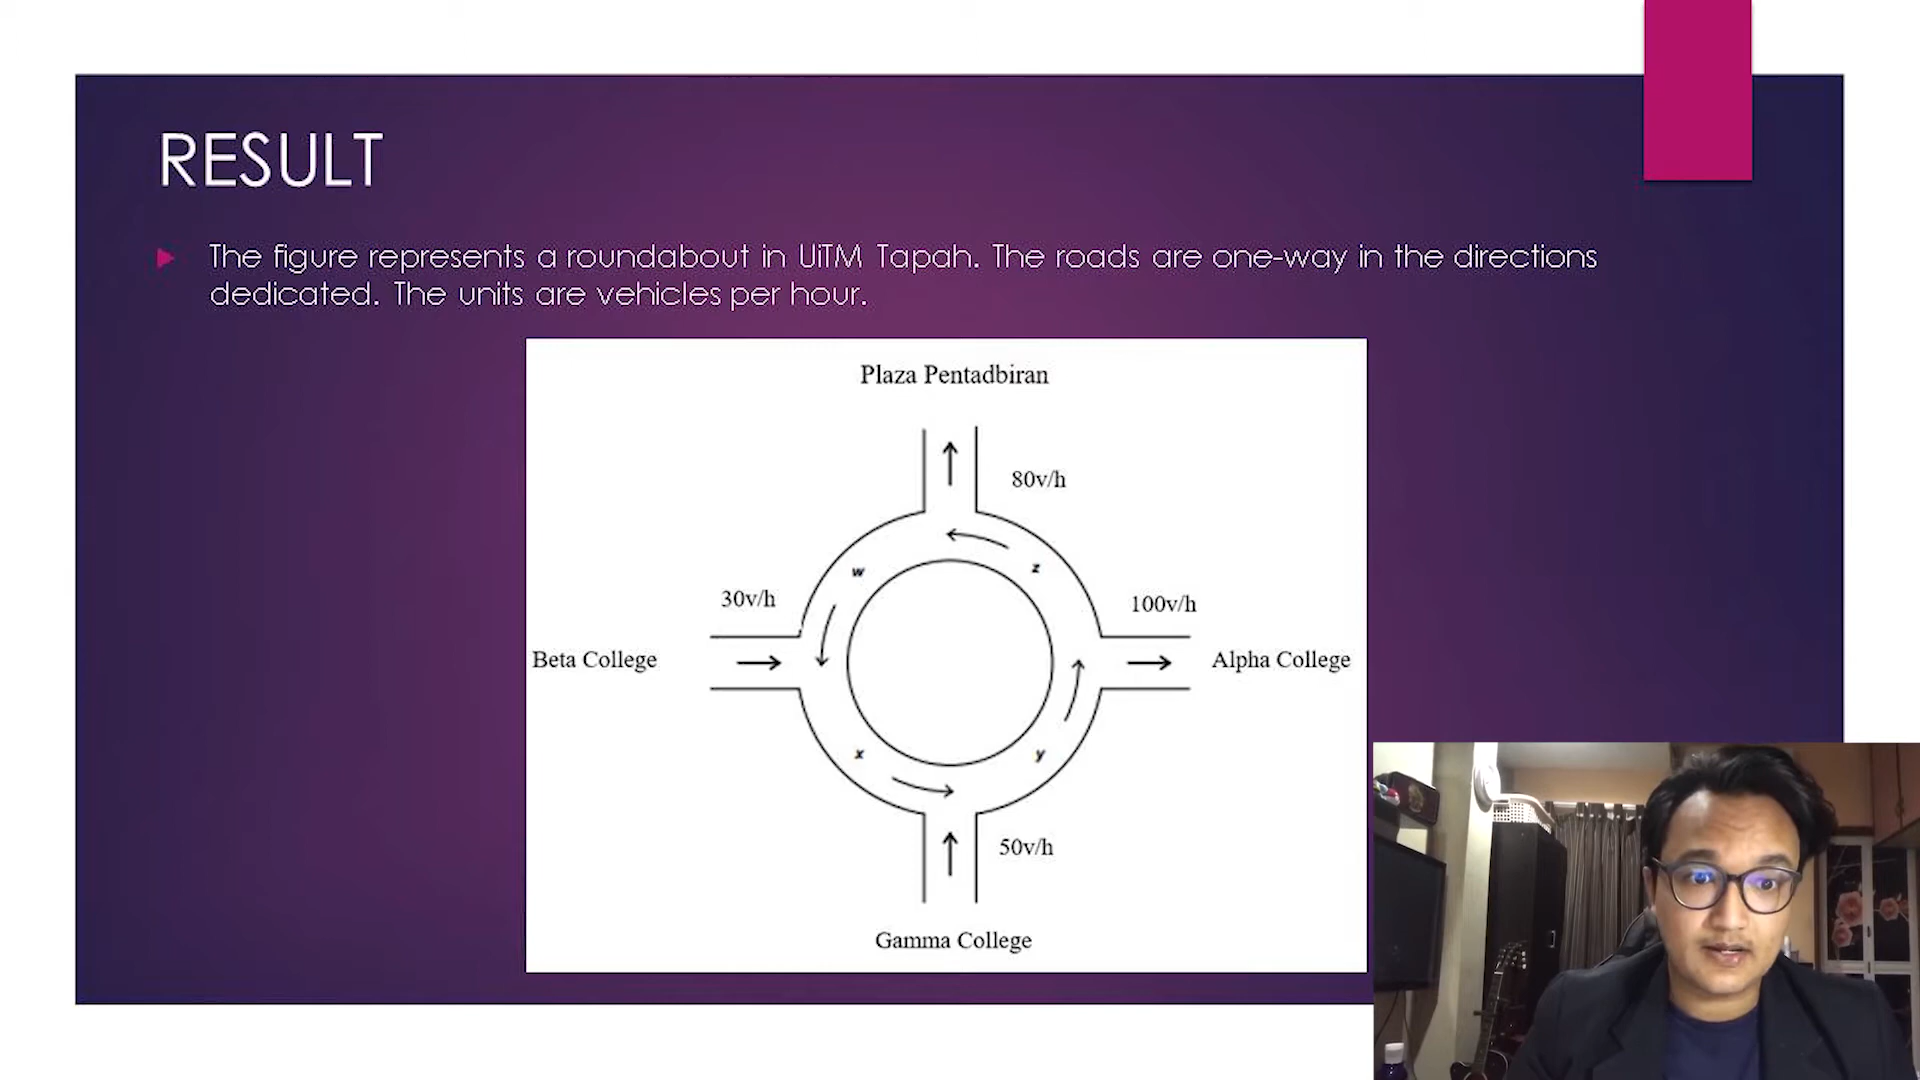 RESULT
The figure represents a roundabout in UiTM Tapah. The roads are one-way in the directions
dedicated. The units are vehicles per hour.
Plaza Pentadbiran
80v/h
w
z
30v/h
100v/h
Beta College
Alpha College
x
y
50v/h
Gamma College